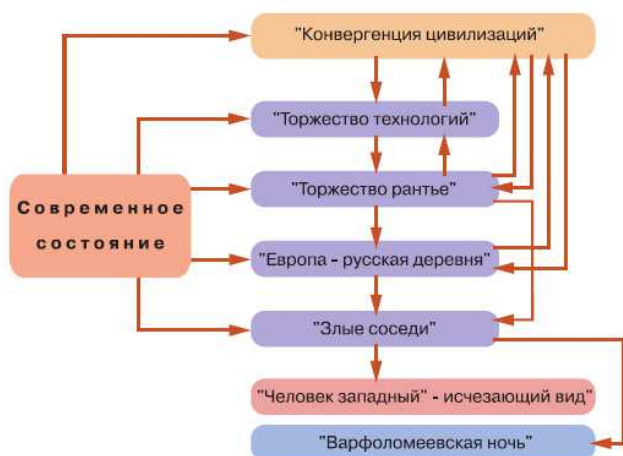 "Конвергенция цивилизаций"
"Торжество технологий"
"Торжество рантье"
Современное
состояние
"Европа - русская деревня"
"Злые соседи"
"Человек западный" - исчезающий вид"
"Варфоломеевская ночь"